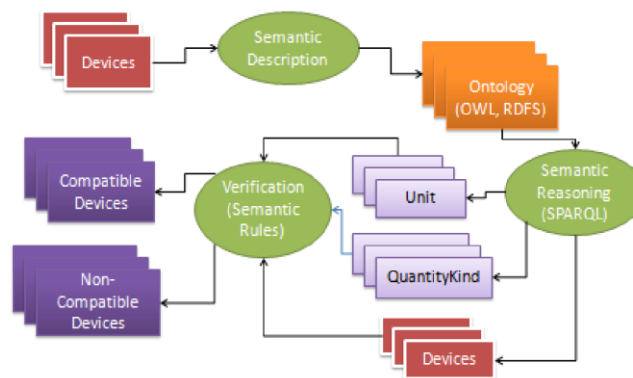 Devices
Semantic
Description
Ontology
(OWL, RDFS)
Compatible
Devices
Verification
(Semantic
Rules)
Unit
Semantic
Reasoning
(SPARQL)
Non-
Compatible
Devices
QuantityKind
Devices